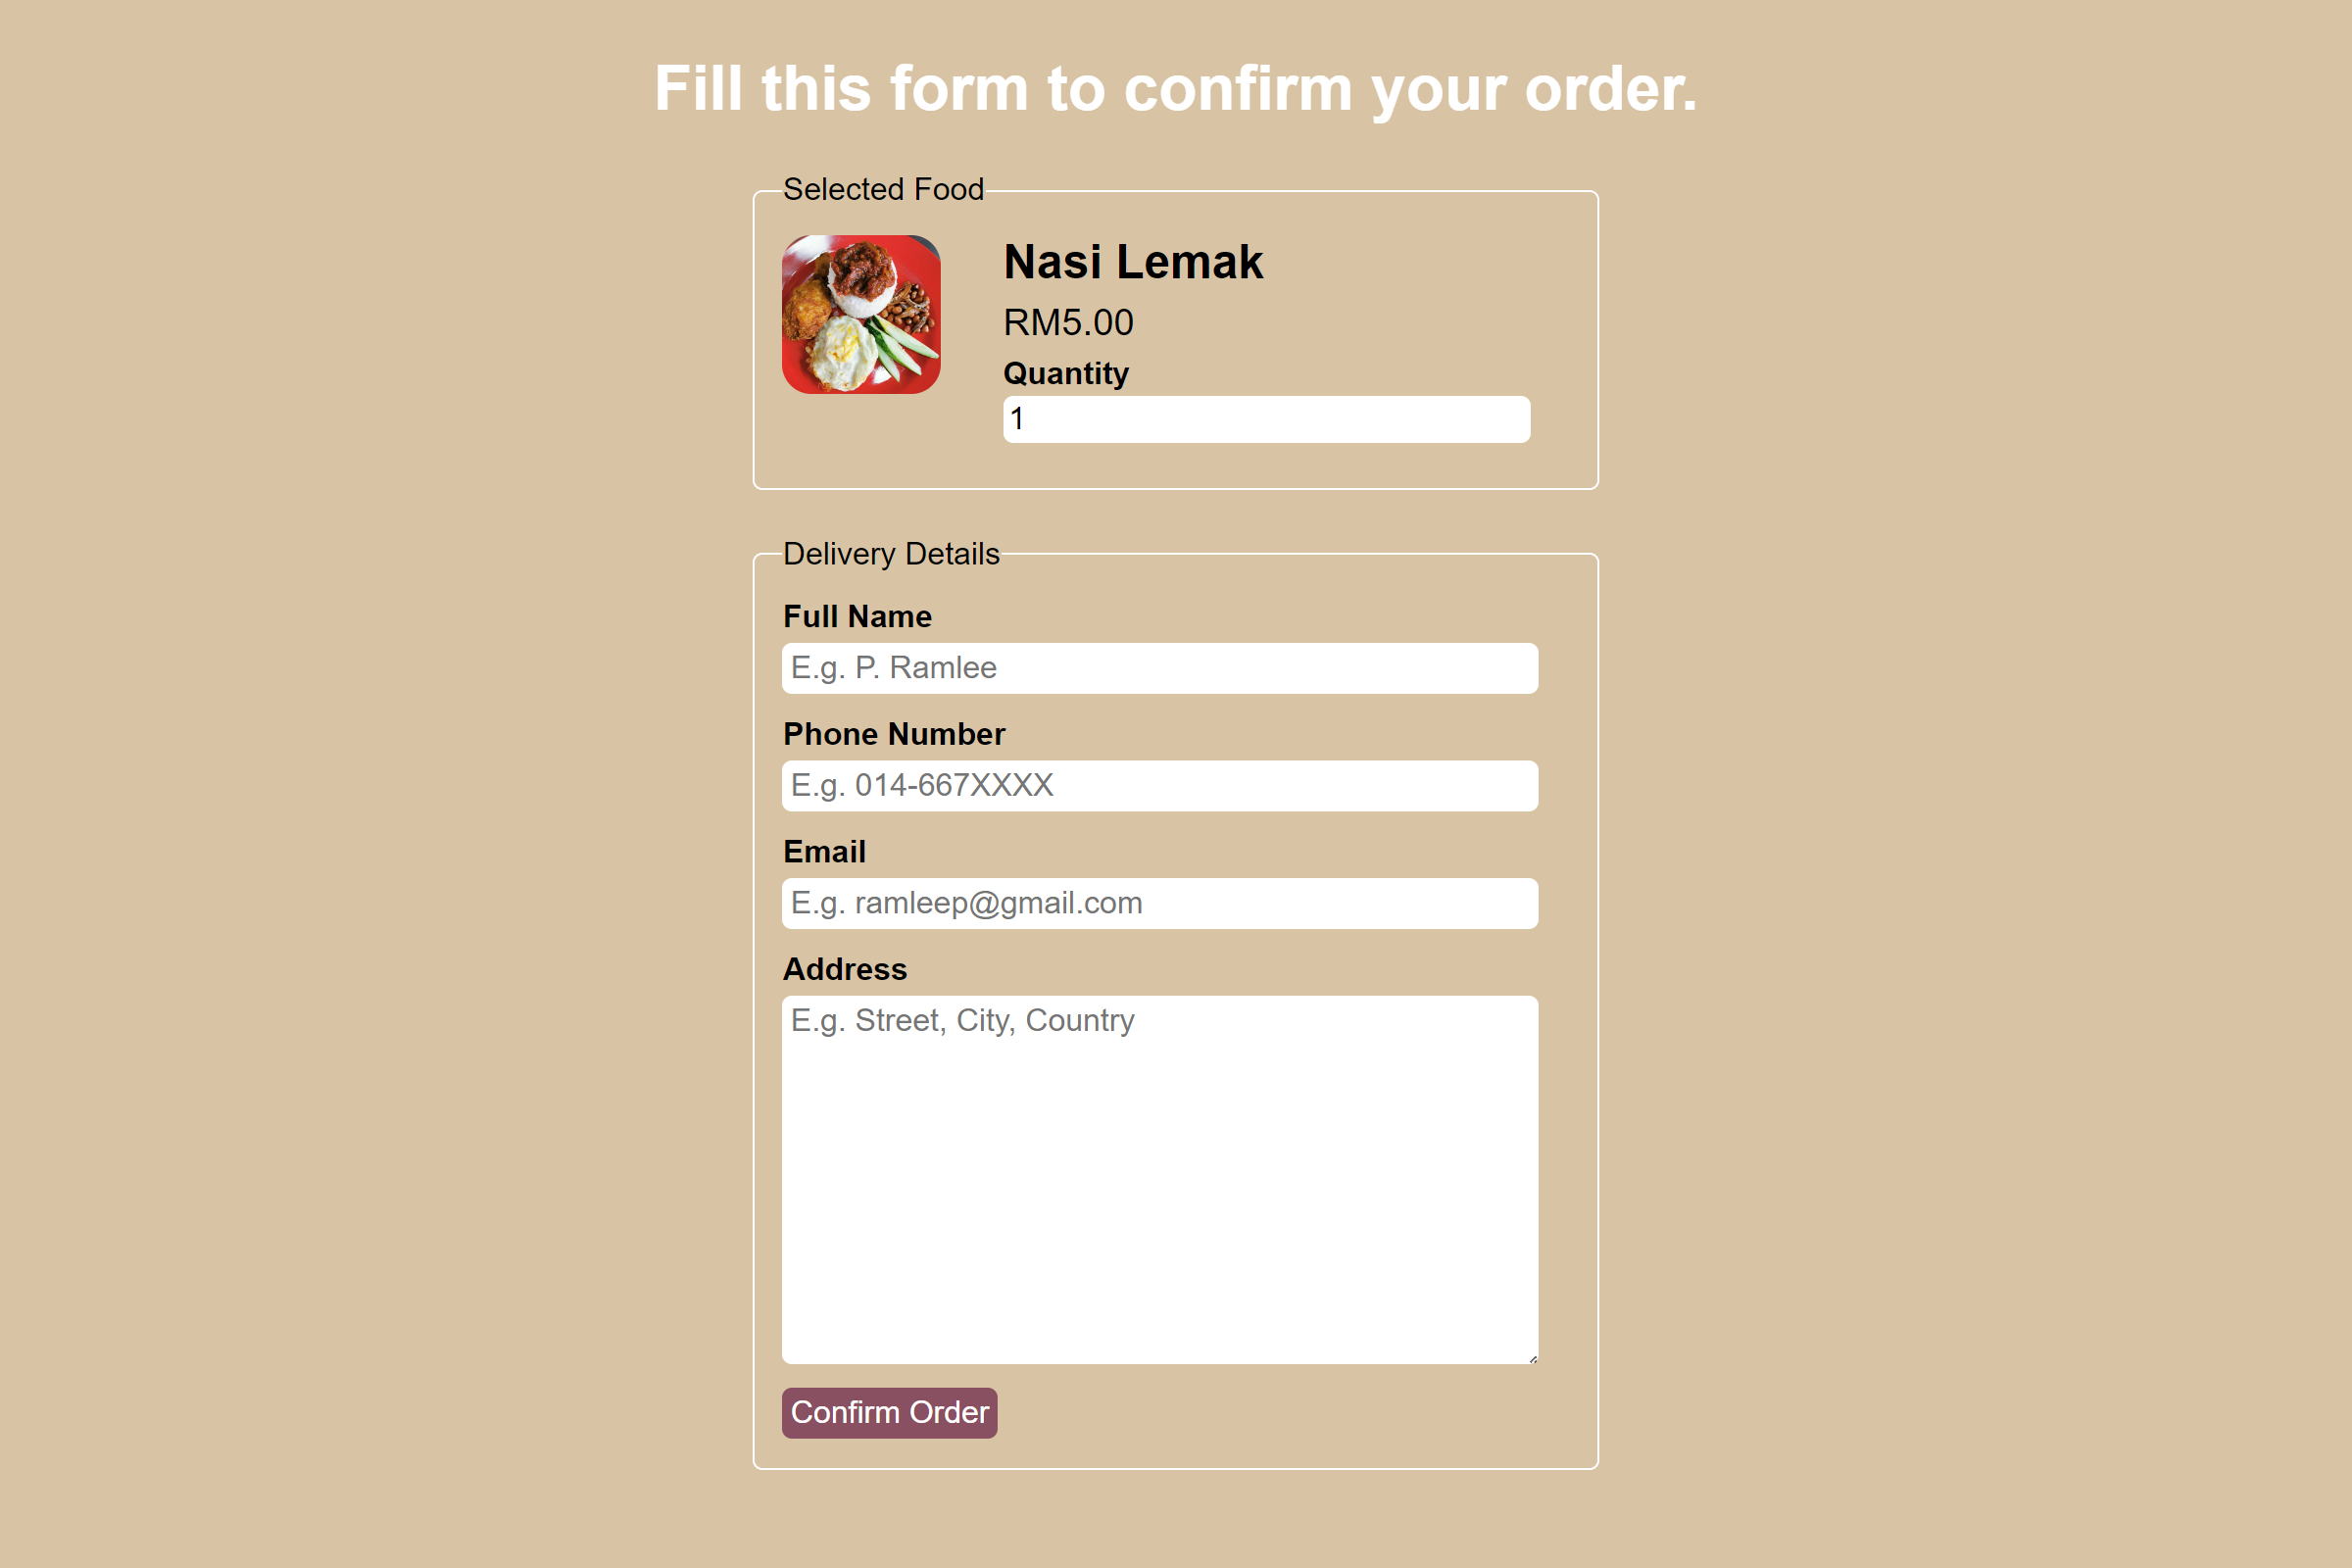 Fill this form to confirm your order.
Selected Food
Nasi Lemak
RM5.00
Quantity
1
Delivery Details
Full Name
E.g. P. Ramlee
Phone Number
E.g. 014-667XXXX
Email
E.g. ramleep@gmail.com
Address
E.g. Street, City, Country
Confirm Order